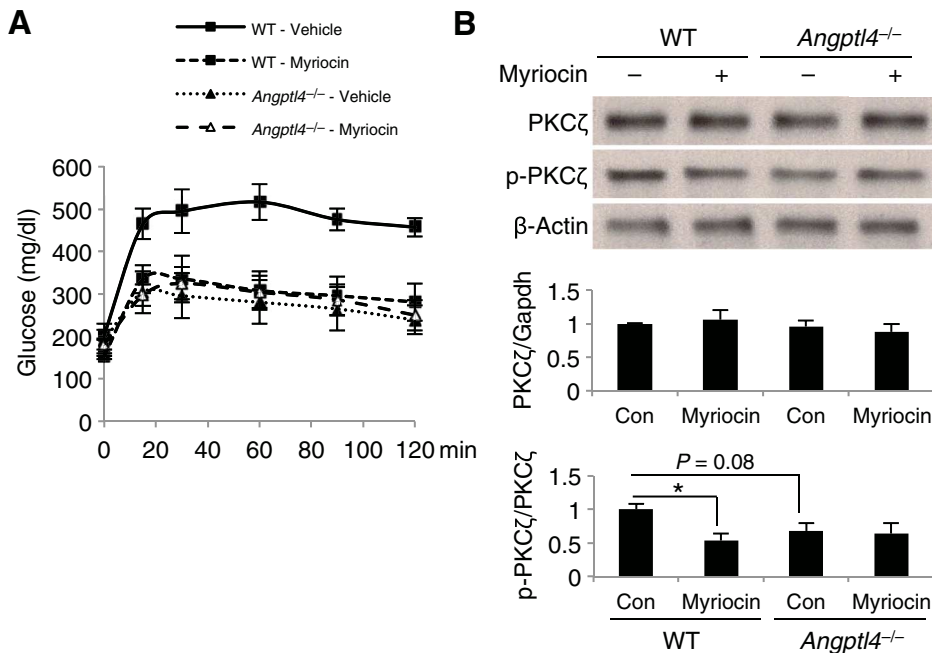 A
WT - Vehicle
WT - Myriocin
Angptl4–/– - Vehicle
Angptl4–/– - Myriocin
Glucose (mg/dl)
600
500
400
300
200
100
0
0 20 40 60 80 100 120 min
B
WT Angptl4–/–
Myriocin – + – +
PKCζ
p-PKCζ
β-Actin
PKCζ/Gapdh
1.5
1
0.5
0
Con Myriocin Con Myriocin
p-PKCζ/PKCζ
1.5
1
0.5
0
P = 0.08
*
Con Myriocin Con Myriocin
WT Angptl4–/–